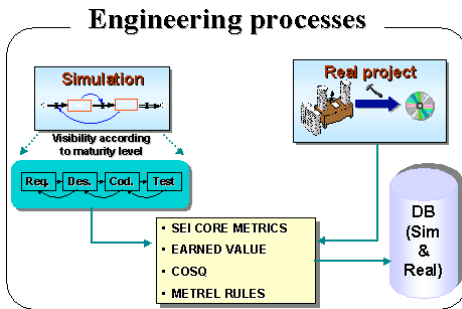 Engineering processes
Simulation
Real project
Visibility according
to maturity level
Req. Des. Cod. Test
• SEI CORE METRICS
• EARNED VALUE
• COSQ
• METREL RULES
DB
(Sim
&
Real)